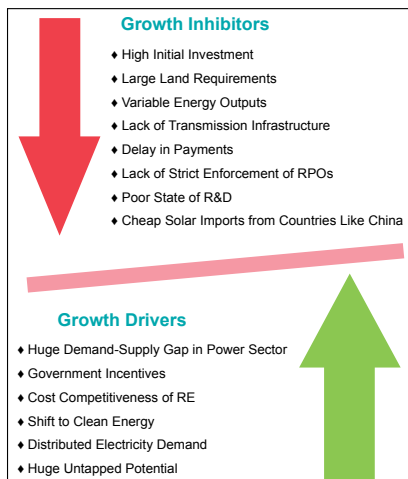 Growth Inhibitors
♦ High Initial Investment
♦ Large Land Requirements
♦ Variable Energy Outputs
♦ Lack of Transmission Infrastructure
♦ Delay in Payments
♦ Lack of Strict Enforcement of RPOs
♦ Poor State of R&D
♦ Cheap Solar Imports from Countries Like China
Growth Drivers
♦ Huge Demand-Supply Gap in Power Sector
♦ Government Incentives
♦ Cost Competitiveness of RE
♦ Shift to Clean Energy
♦ Distributed Electricity Demand
♦ Huge Untapped Potential